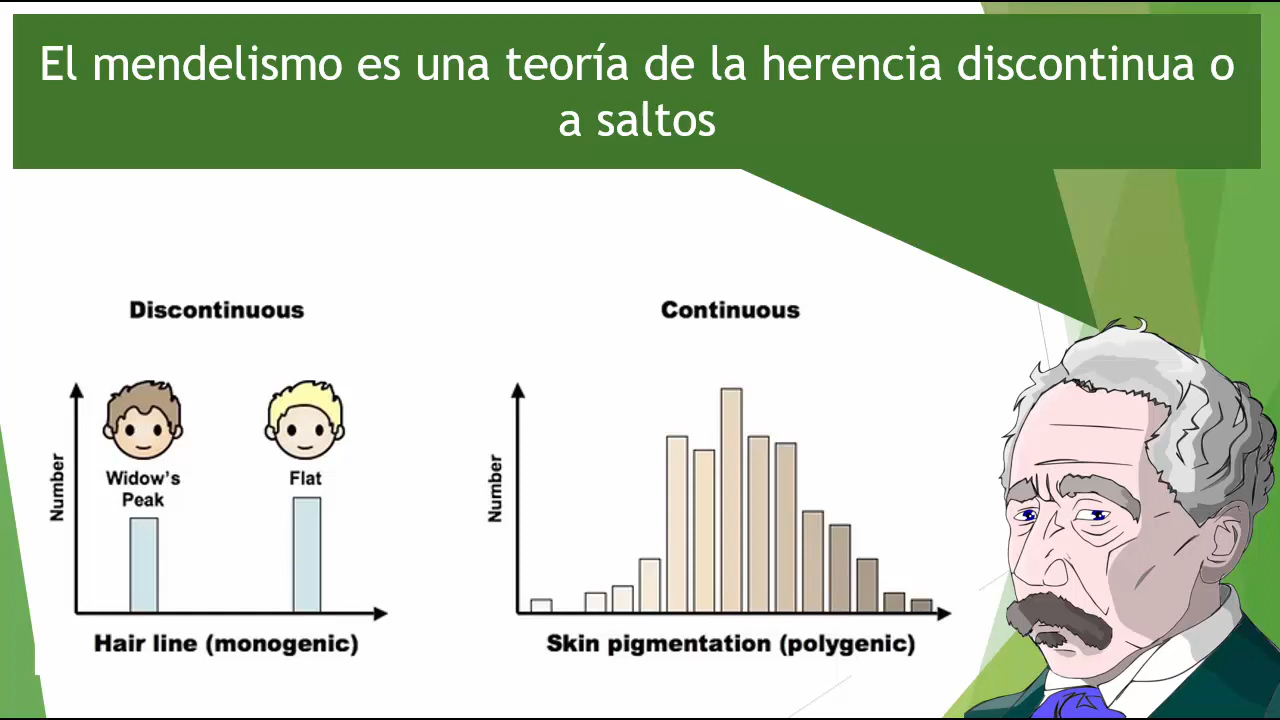 El mendelismo es una teoría de la herencia discontinua o
a saltos
Discontinuous
Number
Widow's
Peak
Flat
Hair line (monogenic)
Continuous
Number
Skin pigmentation (polygenic)